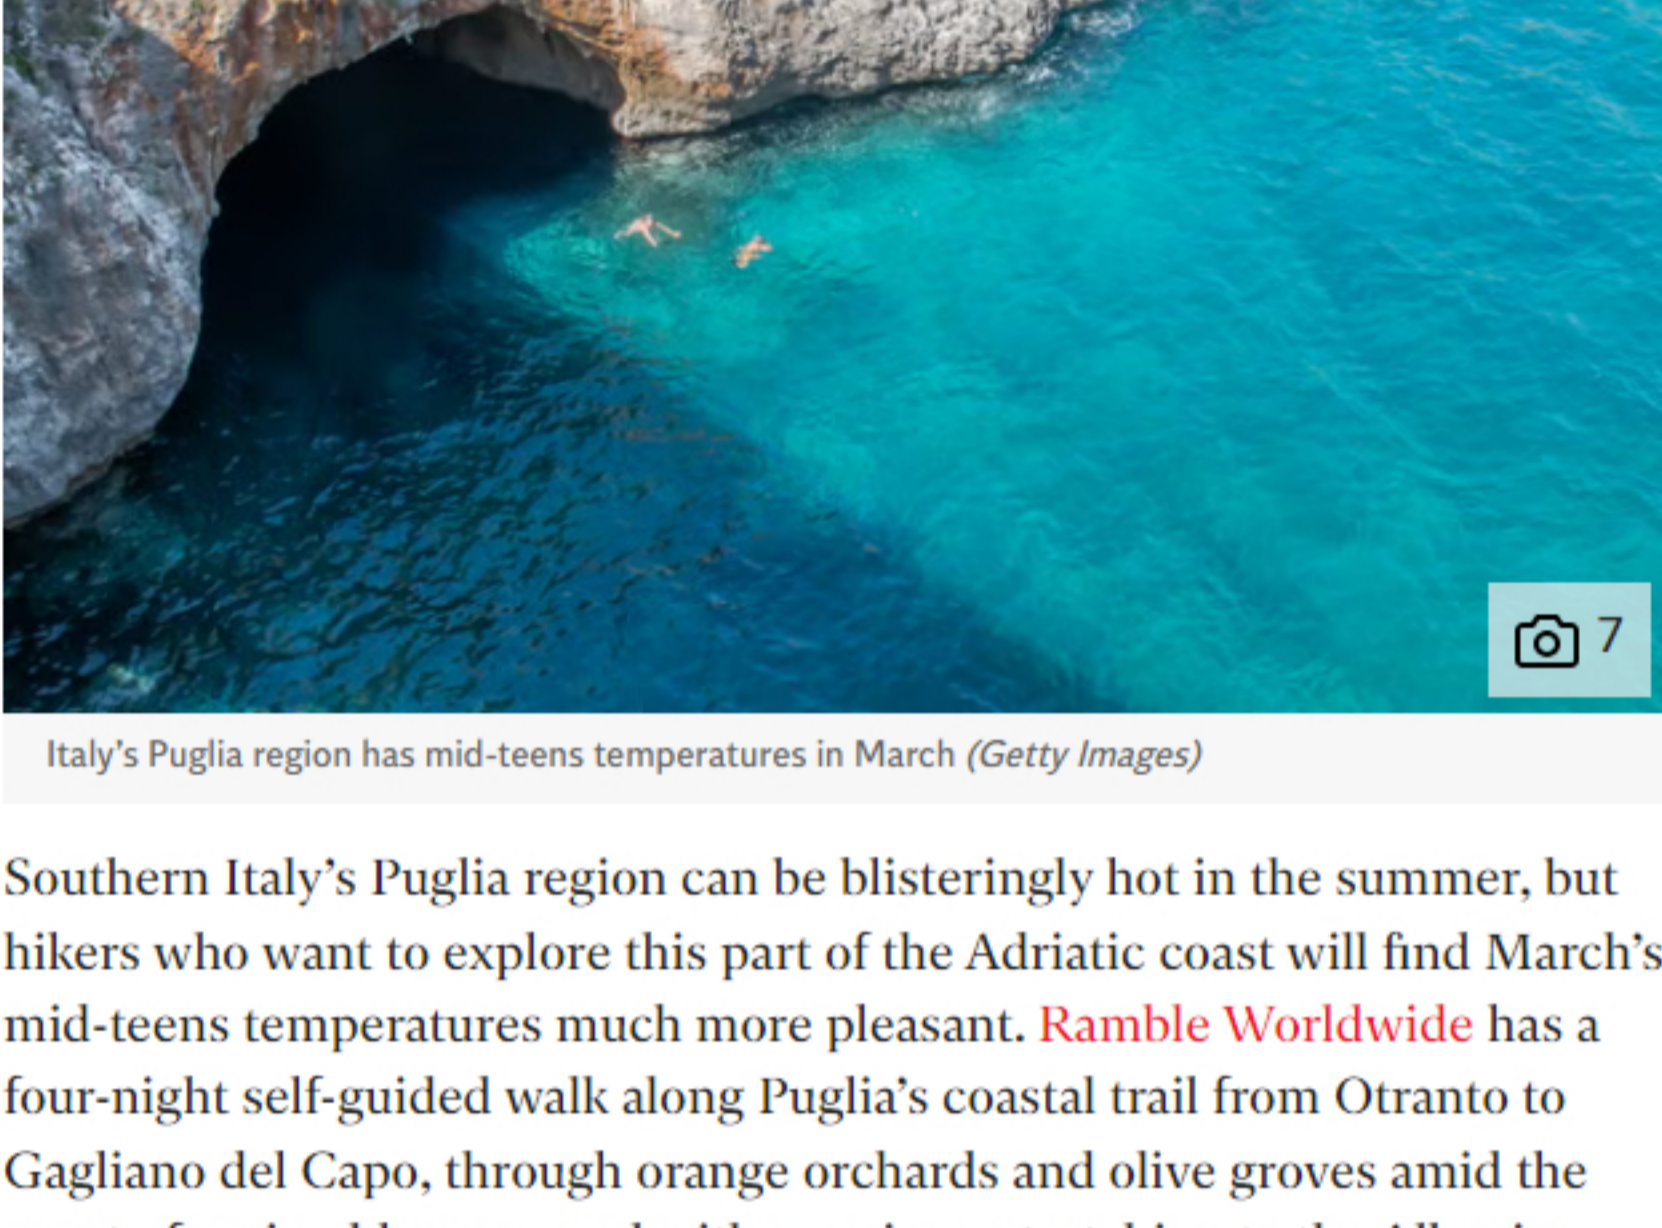 7
Italy’s Puglia region has mid-teens temperatures in March (Getty Images)
Southern Italy’s Puglia region can be blisteringly hot in the summer, but
hikers who want to explore this part of the Adriatic coast will find March’s
mid-teens temperatures much more pleasant. Ramble Worldwide has a
four-night self-guided walk along Puglia’s coastal trail from Otranto to
Gagliano del Capo, through orange orchards and olive groves amid the